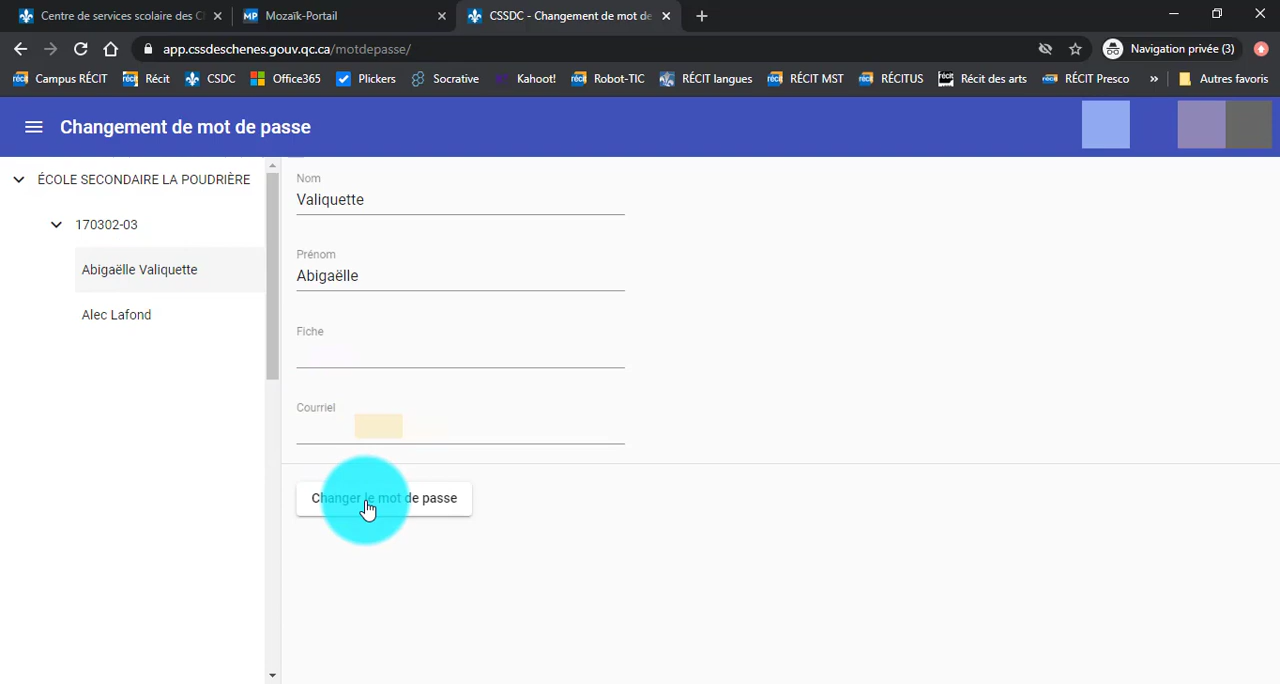 Centre de services scolaire des C
Mozaïk-Portail
CSSDC - Changement de mot de
app.cssdeschenes.gouv.qc.ca/motdepasse/
Navigation privée (3)
Campus RÉCIT
Récit
CSDC
Office365
Plickers
Socrative
Kahoot!
Robot-TIC
RÉCIT langues
RÉCIT MST
RÉCITUS
Récit des arts
RÉCIT Presco
»
Autres favoris
Changement de mot de passe
ÉCOLE SECONDAIRE LA POUDRIÈRE
170302-03
Abigaëlle Valiquette
Alec Lafond
Nom
Valiquette
Prénom
Abigaëlle
Fiche
Courriel
Changer le mot de passe